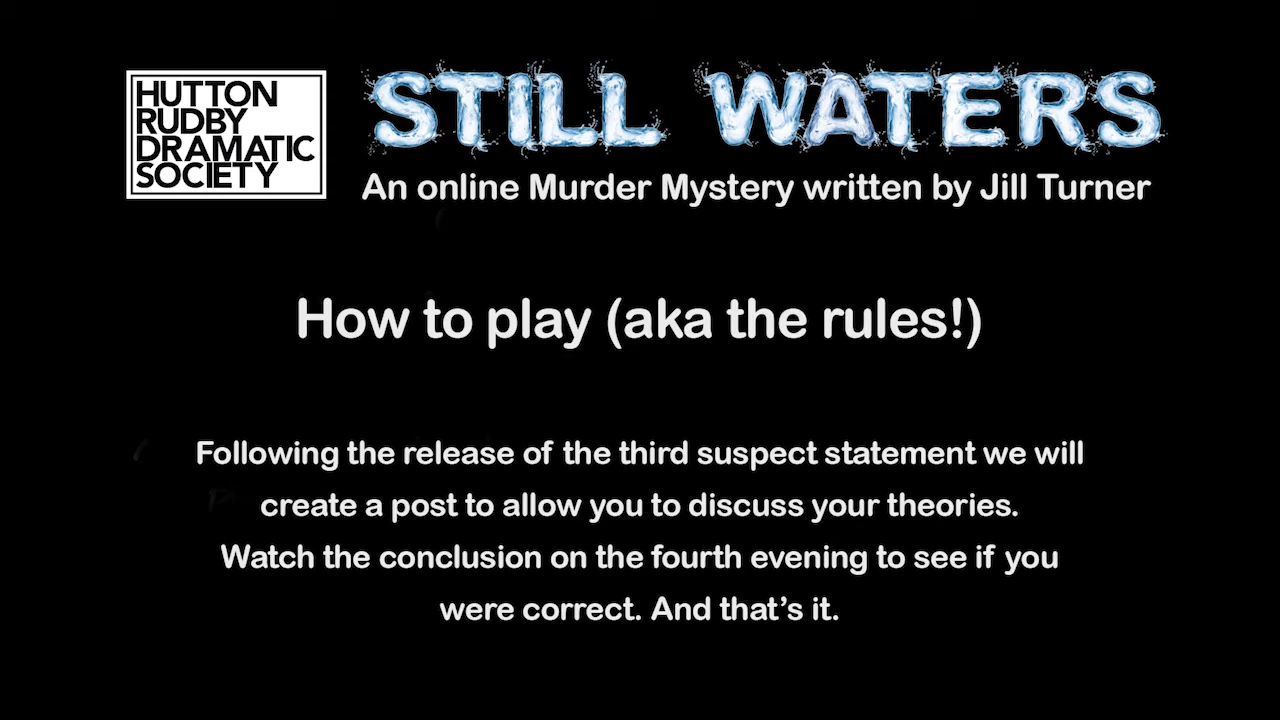 HUTTON
RUDBY
DRAMATIC
SOCIETY
STILL WATERS
An online Murder Mystery written by Jill Turner
How to play (aka the rules!)
Following the release of the third suspect statement we will
create a post to allow you to discuss your theories.
Watch the conclusion on the fourth evening to see if you
were correct. And that’s it.